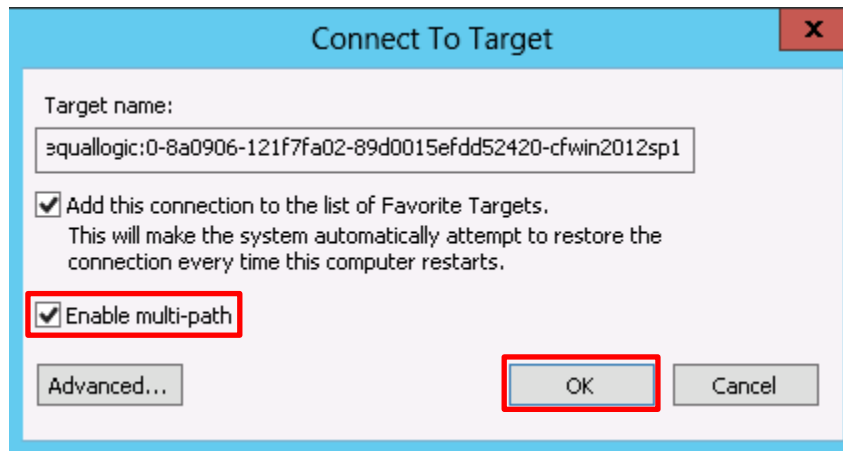 Connect To Target
x
Target name:
equallogic:0-8a0906-121f7fa02-89d0015efdd52420-cfwin2012sp1
Add this connection to the list of Favorite Targets.
This will make the system automatically attempt to restore the
connection every time this computer restarts.
Enable multi-path
Advanced... OK Cancel